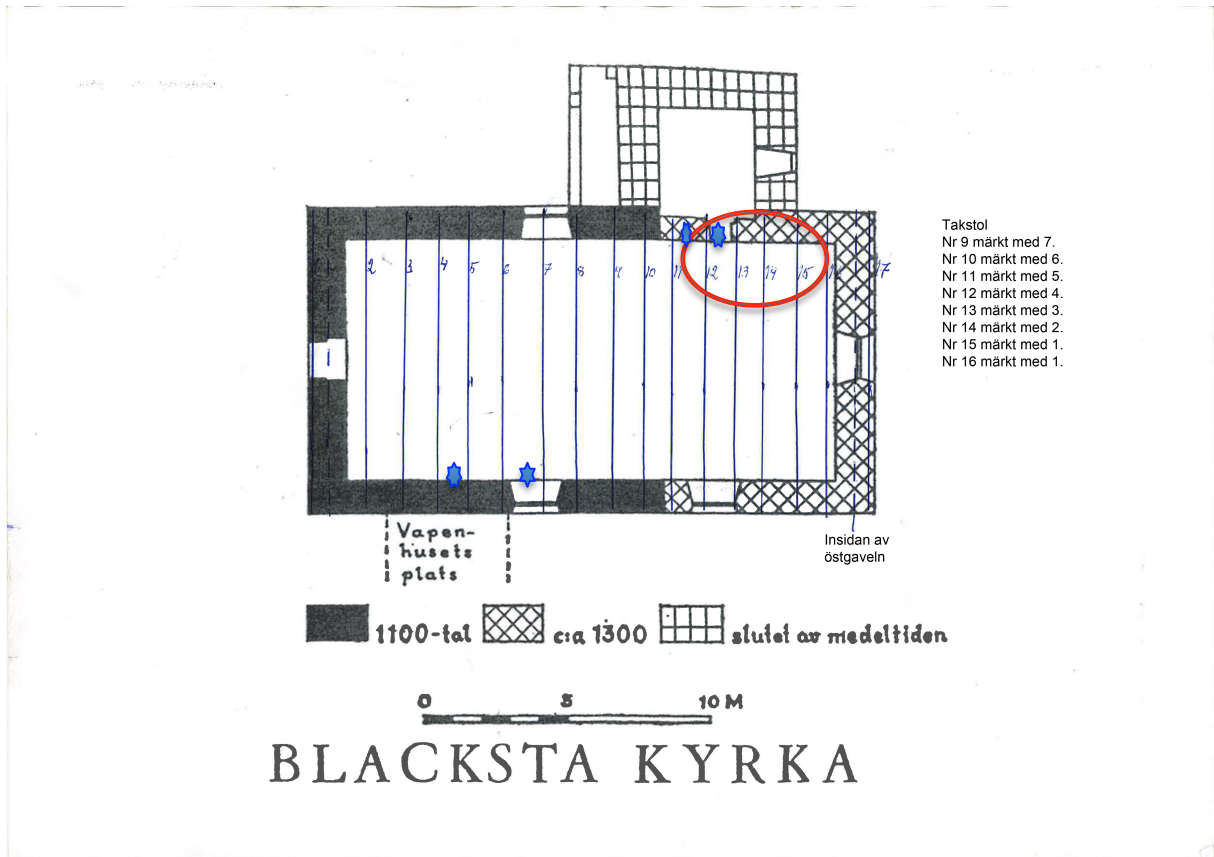 Takstol
Nr 9 märkt med 7.
Nr 10 märkt med 6.
Nr 11 märkt med 5.
Nr 12 märkt med 4.
Nr 13 märkt med 3.
Nr 14 märkt med 2.
Nr 15 märkt med 1.
Nr 16 märkt med 1.
1 2 3 4 5 6 7 8 9 10 11 12 13 14 15 16 17
Insidan av
östgaveln
Vapen-
husets
plats
1100-tal c:a 1300 slutet av medeltiden
0 5 10 M
BLACKSTA KYRKA